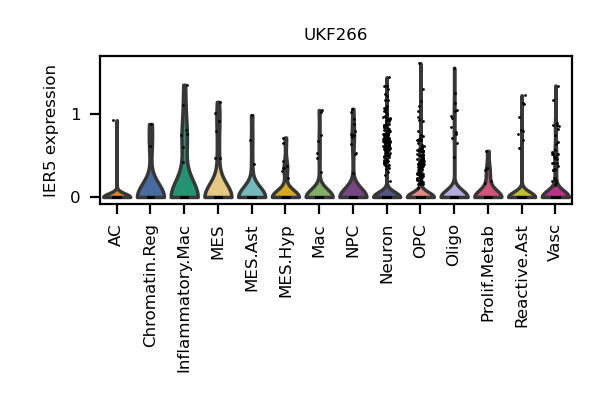 UKF266
IER5 expression
1
0
AC
Chromatin.Reg
Inflammatory.Mac
MES
MES.Ast
MES.Hyp
Mac
NPC
Neuron
OPC
Oligo
Prolif.Metab
Reactive.Ast
Vasc